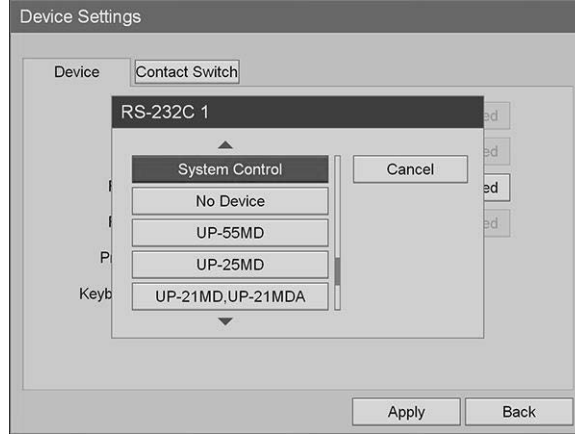 Device Settings
Device
Contact Switch
RS-232C 1
System Control
Cancel
No Device
UP-55MD
UP-25MD
UP-21MD,UP-21MDA
Apply
Back